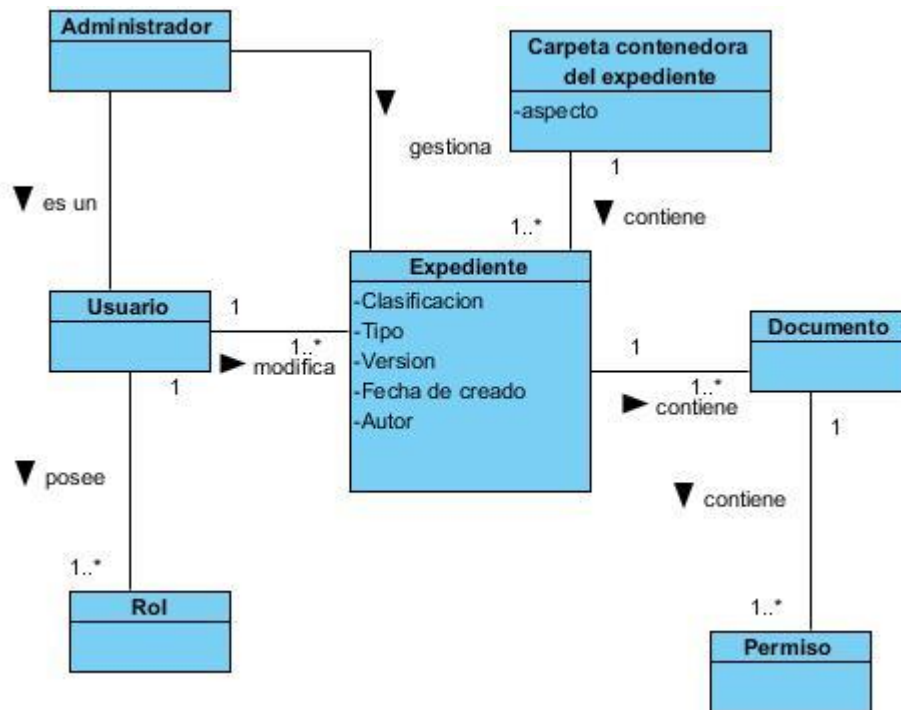 Administrador
Carpeta contenedora
del expediente
-aspecto
gestiona
1
es un
1..*
contiene
Expediente
-Clasificacion
-Tipo
-Version
-Fecha de creado
-Autor
Usuario
1
1..*
modifica
1
Documento
1
1..*
contiene
1
posee
contiene
1..*
Rol
1..*
Permiso